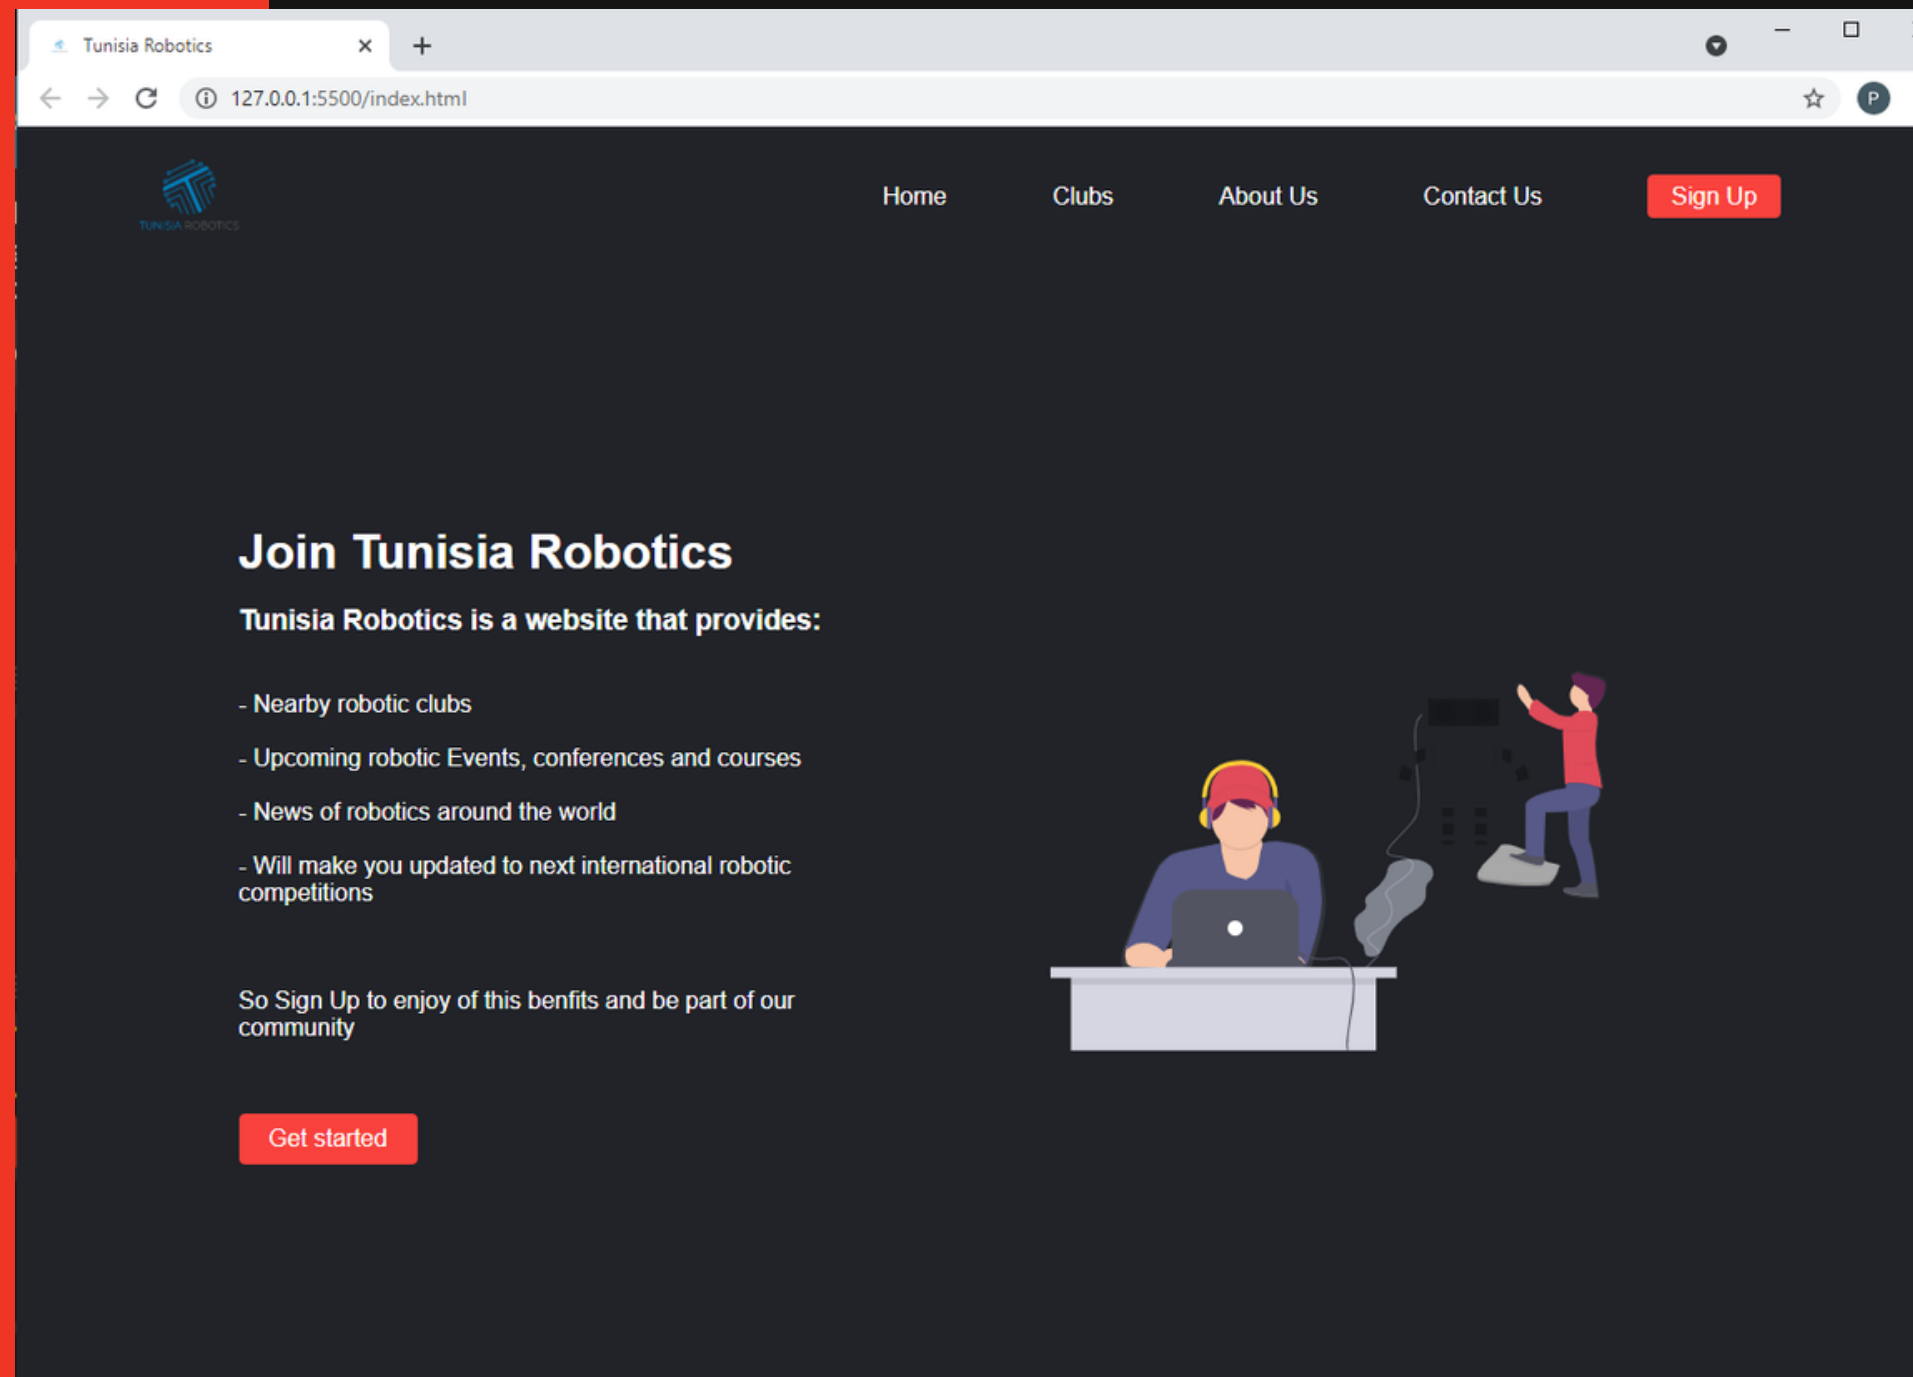 Tunisia Robotics
127.0.0.1:5500/index.html
P
TUNISIA ROBOTICS
Home Clubs About Us Contact Us Sign Up
Join Tunisia Robotics
Tunisia Robotics is a website that provides:
- Nearby robotic clubs
- Upcoming robotic Events, conferences and courses
- News of robotics around the world
- Will make you updated to next international robotic
competitions
So Sign Up to enjoy of this benfits and be part of our
community
Get started